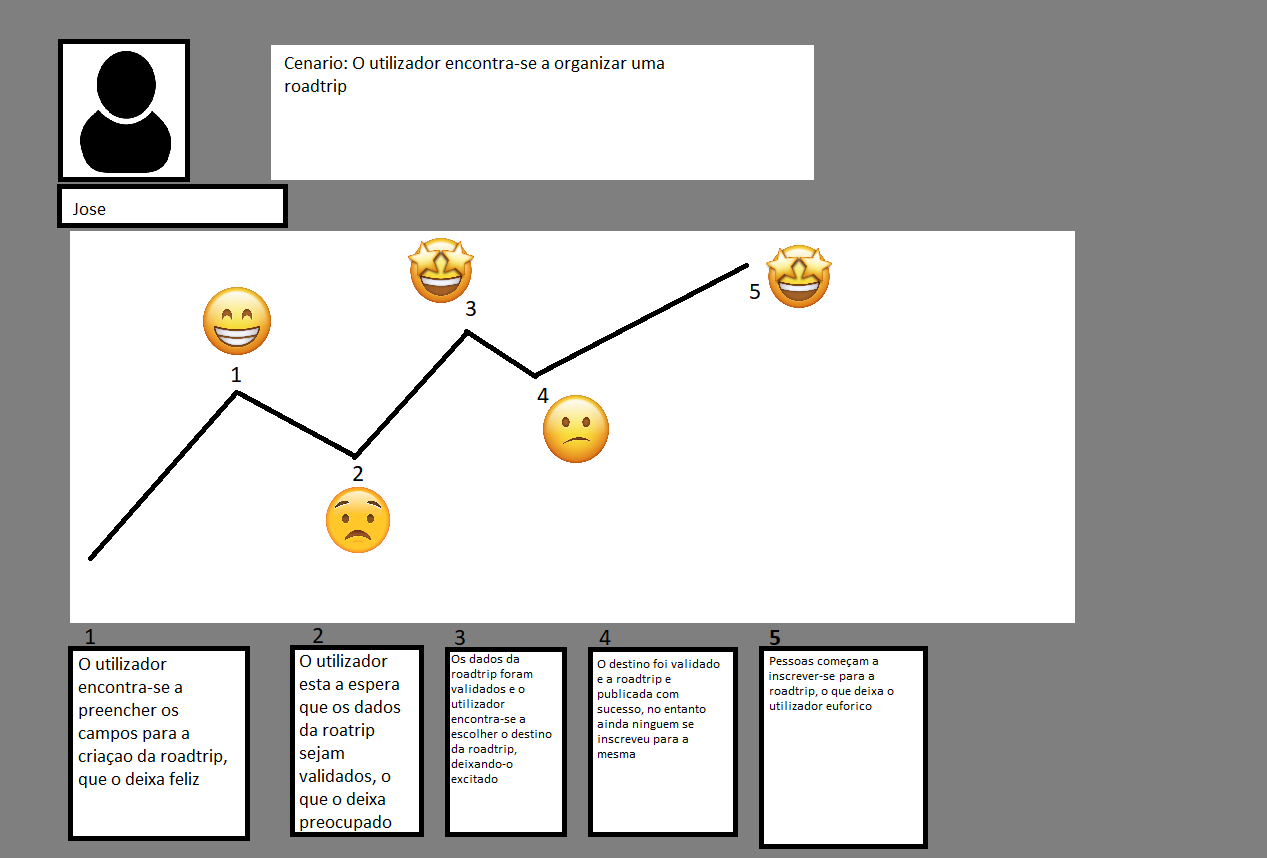 Cenario: O utilizador encontra-se a organizar uma
roadtrip
Jose
1
2
3
4
5
1
O utilizador
encontra-se a
preencher os
campos para a
criaçao da roadtrip,
que o deixa feliz
2
O utilizador
esta a espera
que os dados
da roatrip
sejam
validados, o
que o deixa
preocupado
3
Os dados da
roadtrip foram
validados e o
utilizador
encontra-se a
escolher o destino
da roadtrip,
deixando-o
excitado
4
O destino foi validado
e a roadtrip e
publicada com
sucesso, no entanto
ainda ninguem se
inscreveu para a
mesma
5
Pessoas começam a
inscrever-se para a
roadtrip, o que deixa o
utilizador euforico